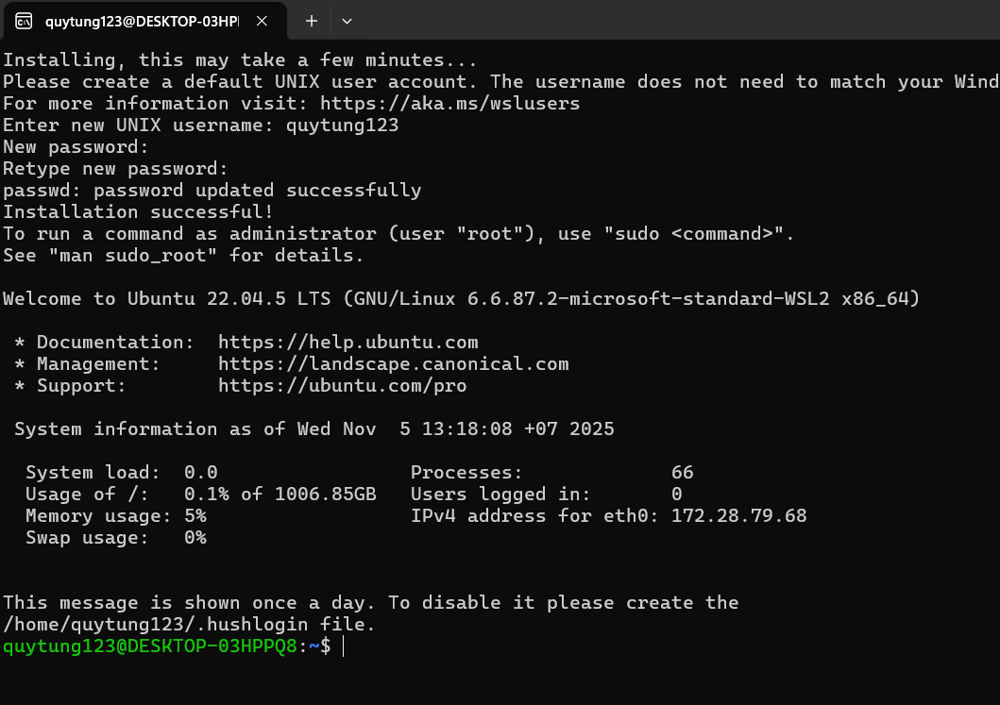 quytung123@DESKTOP-03HP
Installing, this may take a few minutes...
Please create a default UNIX user account. The username does not need to match your Wind
For more information visit: https://aka.ms/wslusers
Enter new UNIX username: quytung123
New password:
Retype new password:
passwd: password updated successfully
Installation successful!
To run a command as administrator (user "root"), use "sudo <command>".
See "man sudo_root" for details.

Welcome to Ubuntu 22.04.5 LTS (GNU/Linux 6.6.87.2-microsoft-standard-WSL2 x86_64)

 * Documentation:  https://help.ubuntu.com
 * Management:     https://landscape.canonical.com
 * Support:        https://ubuntu.com/pro

 System information as of Wed Nov  5 13:18:08 +07 2025

  System load:  0.0                 Processes:             66
  Usage of /:   0.1% of 1006.85GB   Users logged in:       0
  Memory usage: 5%                  IPv4 address for eth0: 172.28.79.68
  Swap usage:   0%

This message is shown once a day. To disable it please create the
/home/quytung123/.hushlogin file.
quytung123@DESKTOP-03HPPQ8:~$